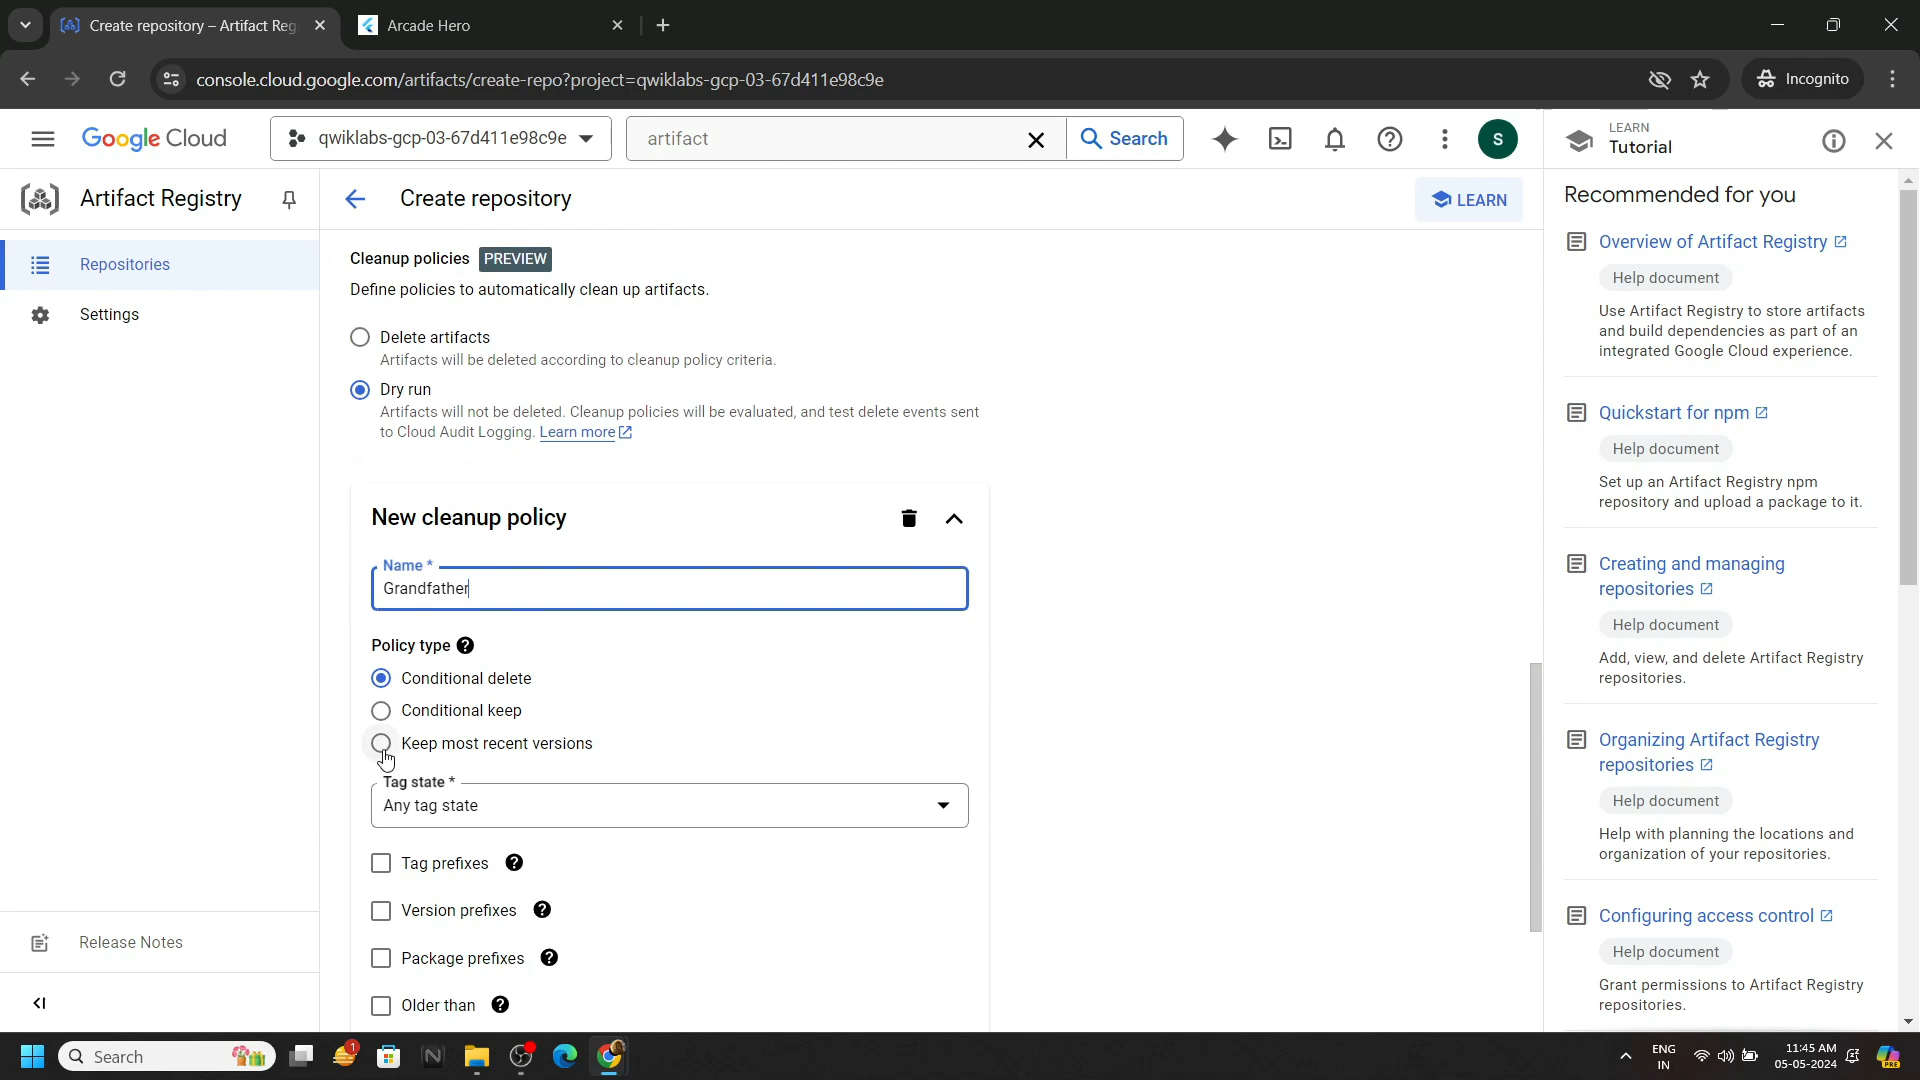 Create repository – Artifact Reg
Arcade Hero
console.cloud.google.com/artifacts/create-repo?project=qwiklabs-gcp-03-67d411e98c9e
Incognito
Google Cloud
qwiklabs-gcp-03-67d411e98c9e
artifact
Search
S
LEARN
Tutorial
Artifact Registry
Create repository
LEARN
Repositories
Settings
Release Notes
Cleanup policies PREVIEW
Define policies to automatically clean up artifacts.
Delete artifacts
Artifacts will be deleted according to cleanup policy criteria.
Dry run
Artifacts will not be deleted. Cleanup policies will be evaluated, and test delete events sent
to Cloud Audit Logging. Learn more
New cleanup policy
Name *
Grandfather
Policy type
Conditional delete
Conditional keep
Keep most recent versions
Tag state *
Any tag state
Tag prefixes
Version prefixes
Package prefixes
Older than
Recommended for you
Overview of Artifact Registry
Help document
Use Artifact Registry to store artifacts
and build dependencies as part of an
integrated Google Cloud experience.
Quickstart for npm
Help document
Set up an Artifact Registry npm
repository and upload a package to it.
Creating and managing
repositories
Help document
Add, view, and delete Artifact Registry
repositories.
Organizing Artifact Registry
repositories
Help document
Help with planning the locations and
organization of your repositories.
Configuring access control
Help document
Grant permissions to Artifact Registry
repositories.
Search
1
ENG
IN
11:45 AM
05-05-2024
PRE